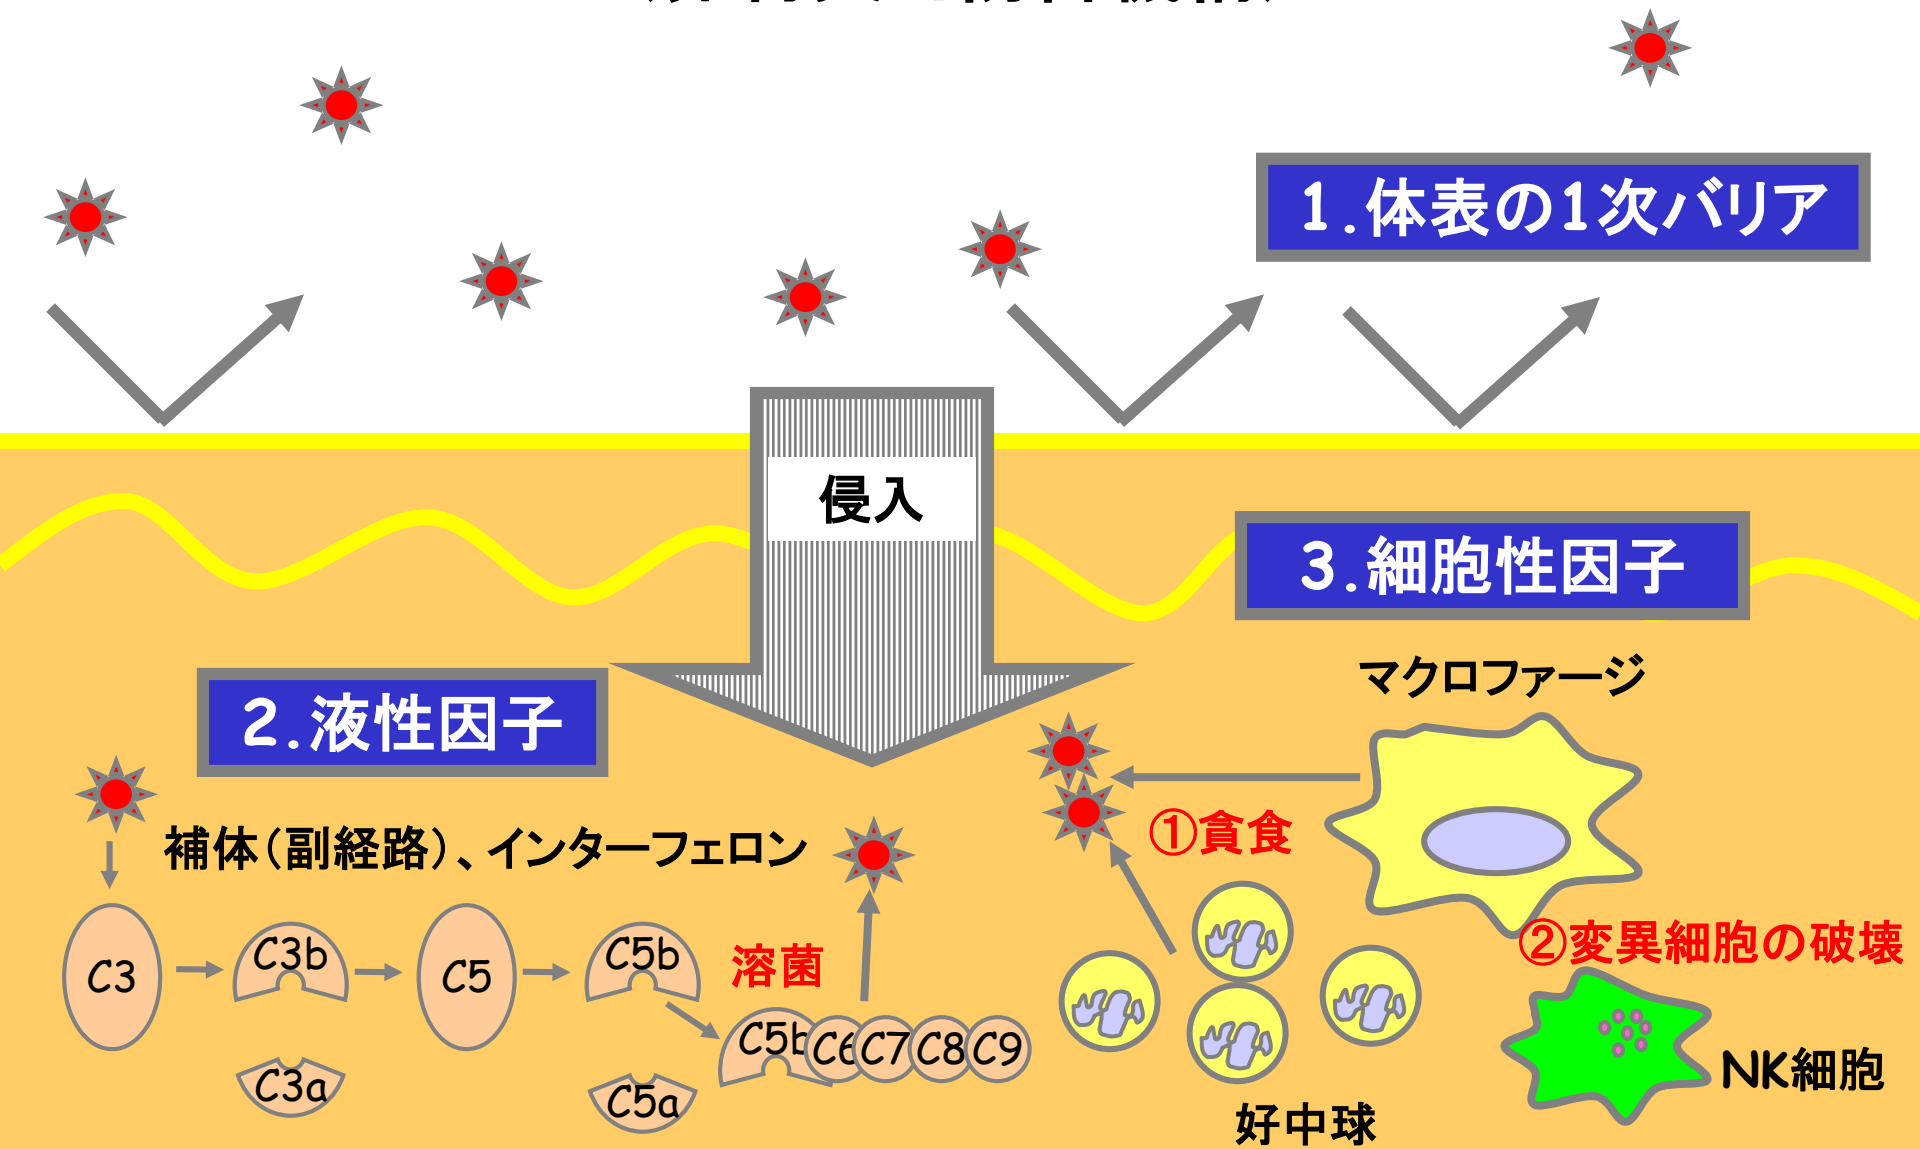 1.体表の1次バリア
侵入
3.細胞性因子
マクロファージ
2.液性因子
補体(副経路)、インターフェロン
①貪食
C3
C3b
C5
C5b
溶菌
②変異細胞の破壊
C3a
C5a
C5b
C6
C7
C8
C9
NK細胞
好中球